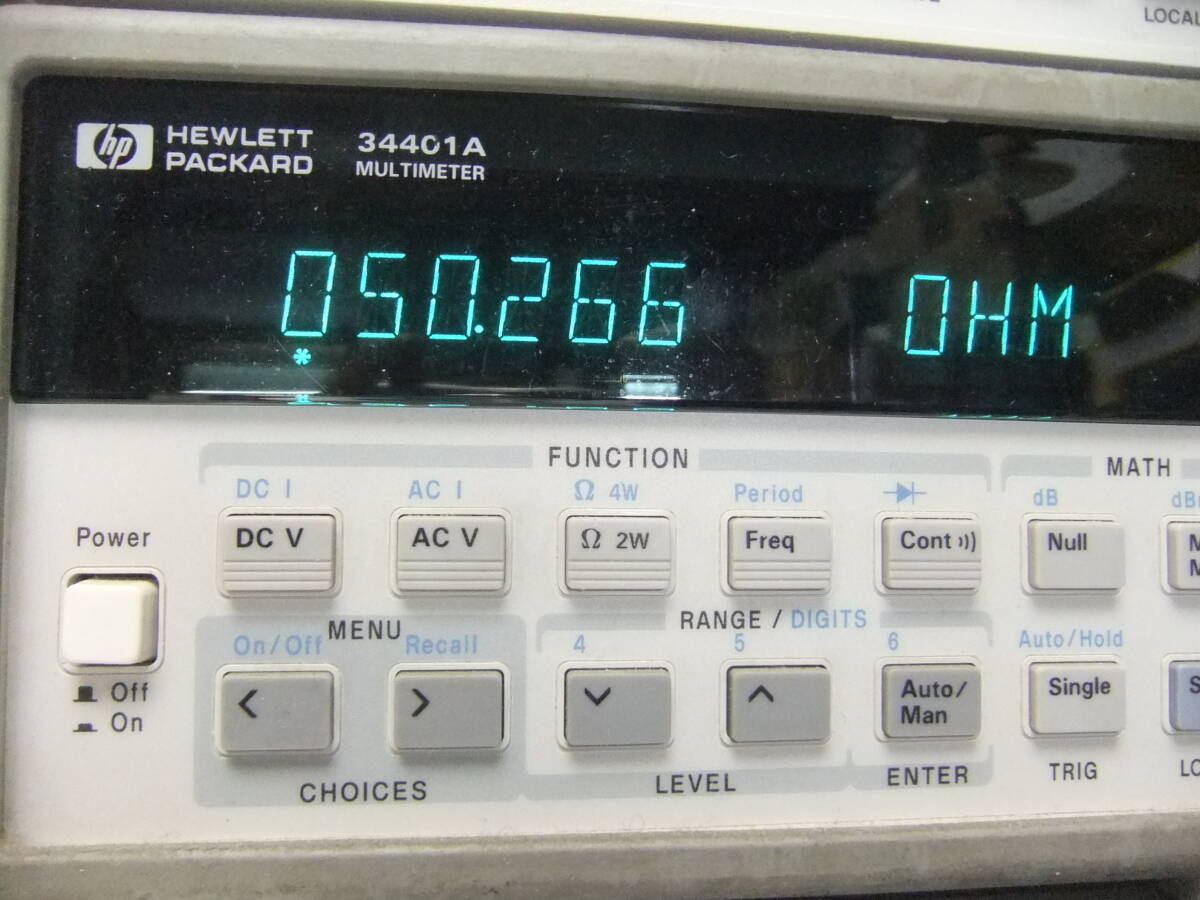 LOCAL
hp HEWLETT PACKARD
34401A
MULTIMETER
050.266 OHM
*
FUNCTION
MATH
DC I AC I Ω 4W Period dB
Power
DC V AC V Ω 2W Freq Cont Null
MENU
RANGE / DIGITS
On/Off Recall 4 5 6 Auto/Hold
Off
On
< > Auto/ Man Single
CHOICES LEVEL ENTER TRIG